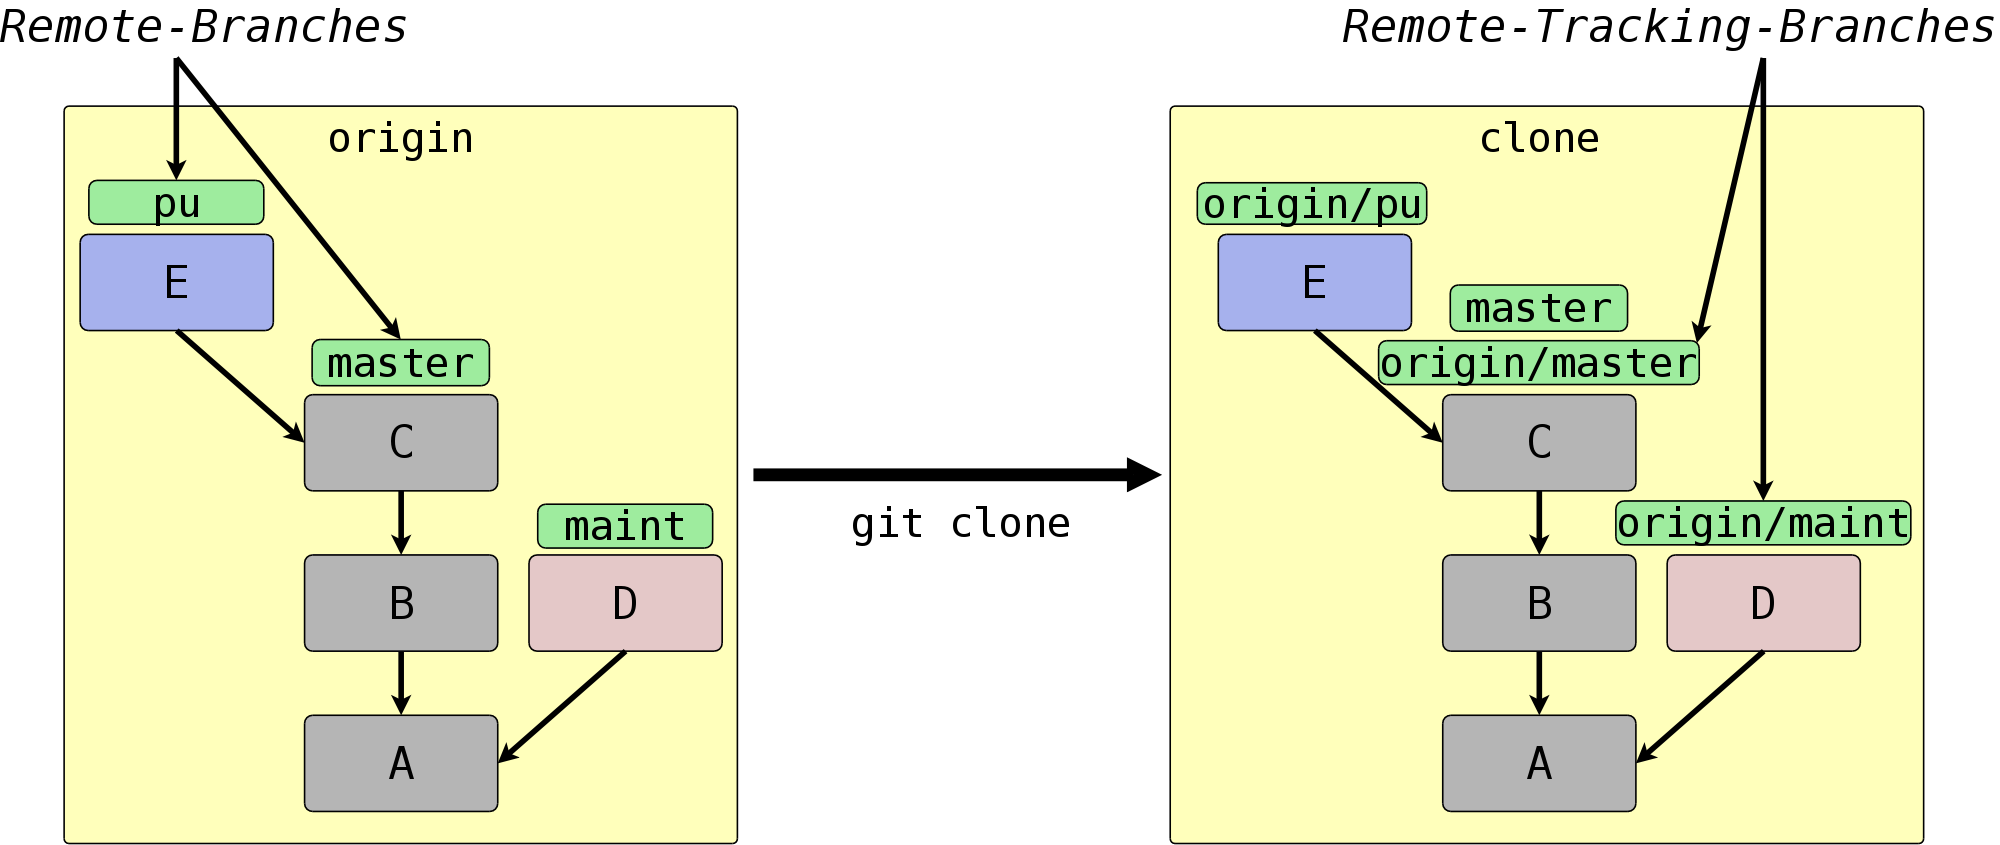 Remote-Branches
origin
pu
E
master
C
maint
B
D
A
git clone
Remote-Tracking-Branches
clone
origin/pu
E
master
origin/master
C
origin/maint
B
D
A